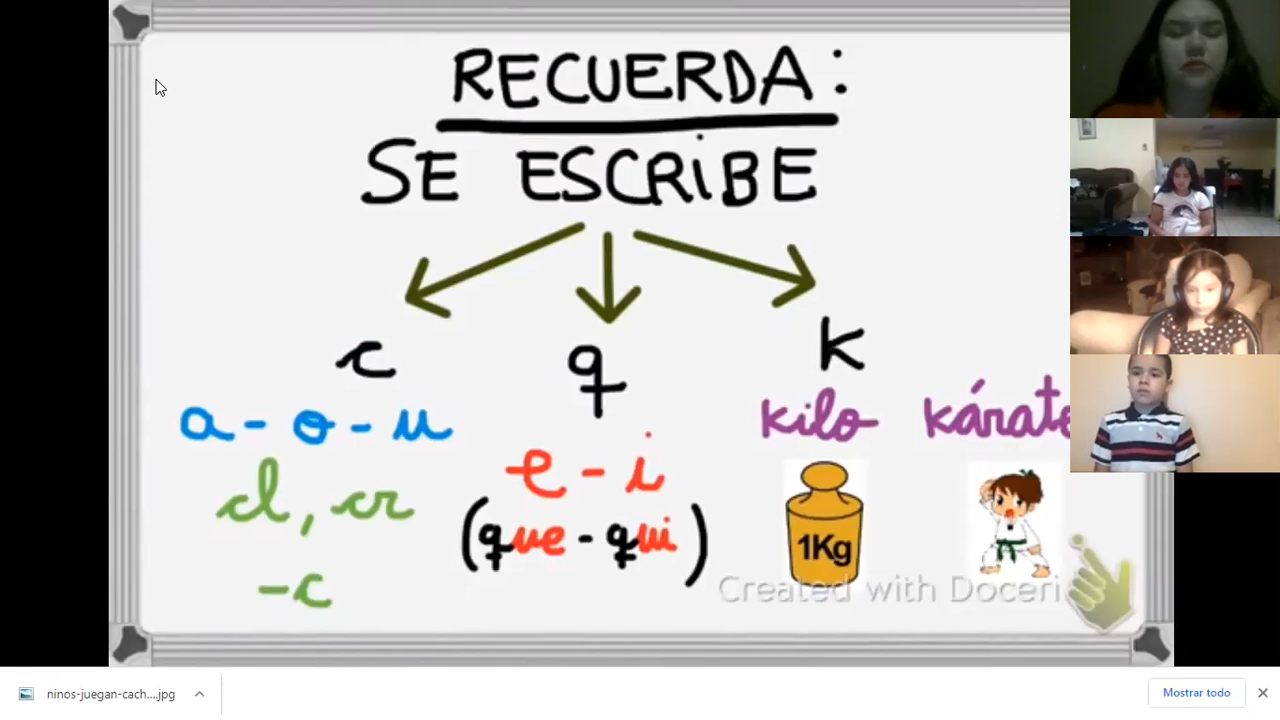 RECUERDA:
SE ESCRIBE
c q k
a - o - u
e - i
kilo kárate
cl, cr
(que - qui)
-c
1Kg
Created with Doceri
ninos-juegan-cach....jpg
Mostrar todo